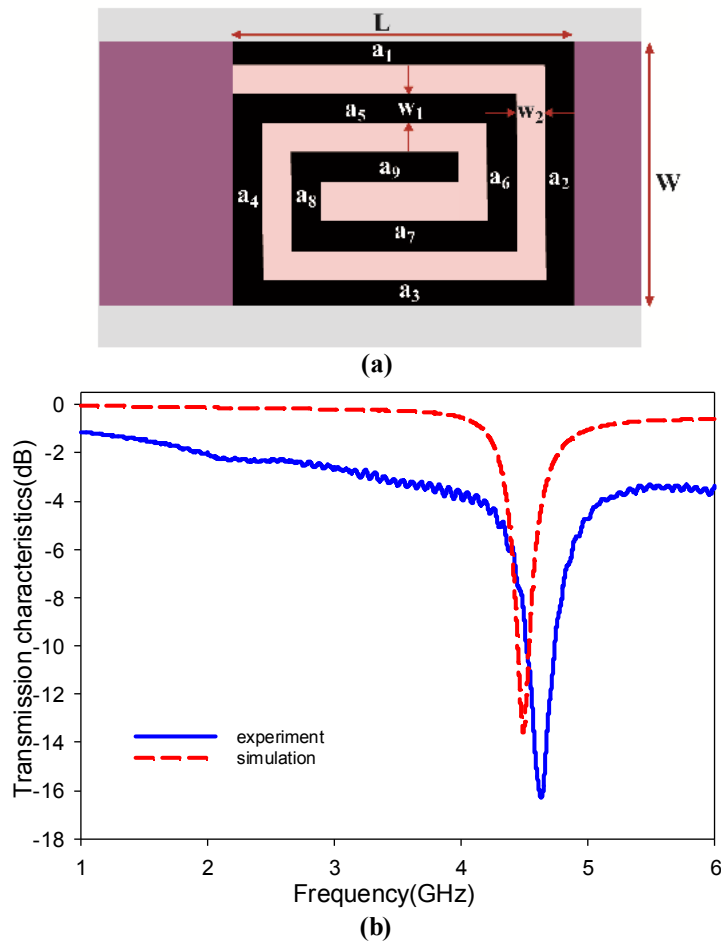 L
a1
a5 w1 w2
a9 a6 a2 W
a4 a8
a7
a3
(a)
0
-2
-4
-6
-8
-10
-12
-14
-16
-18
Transmission characteristics(dB)
experiment
simulation
1 2 3 4 5 6
Frequency(GHz)
(b)